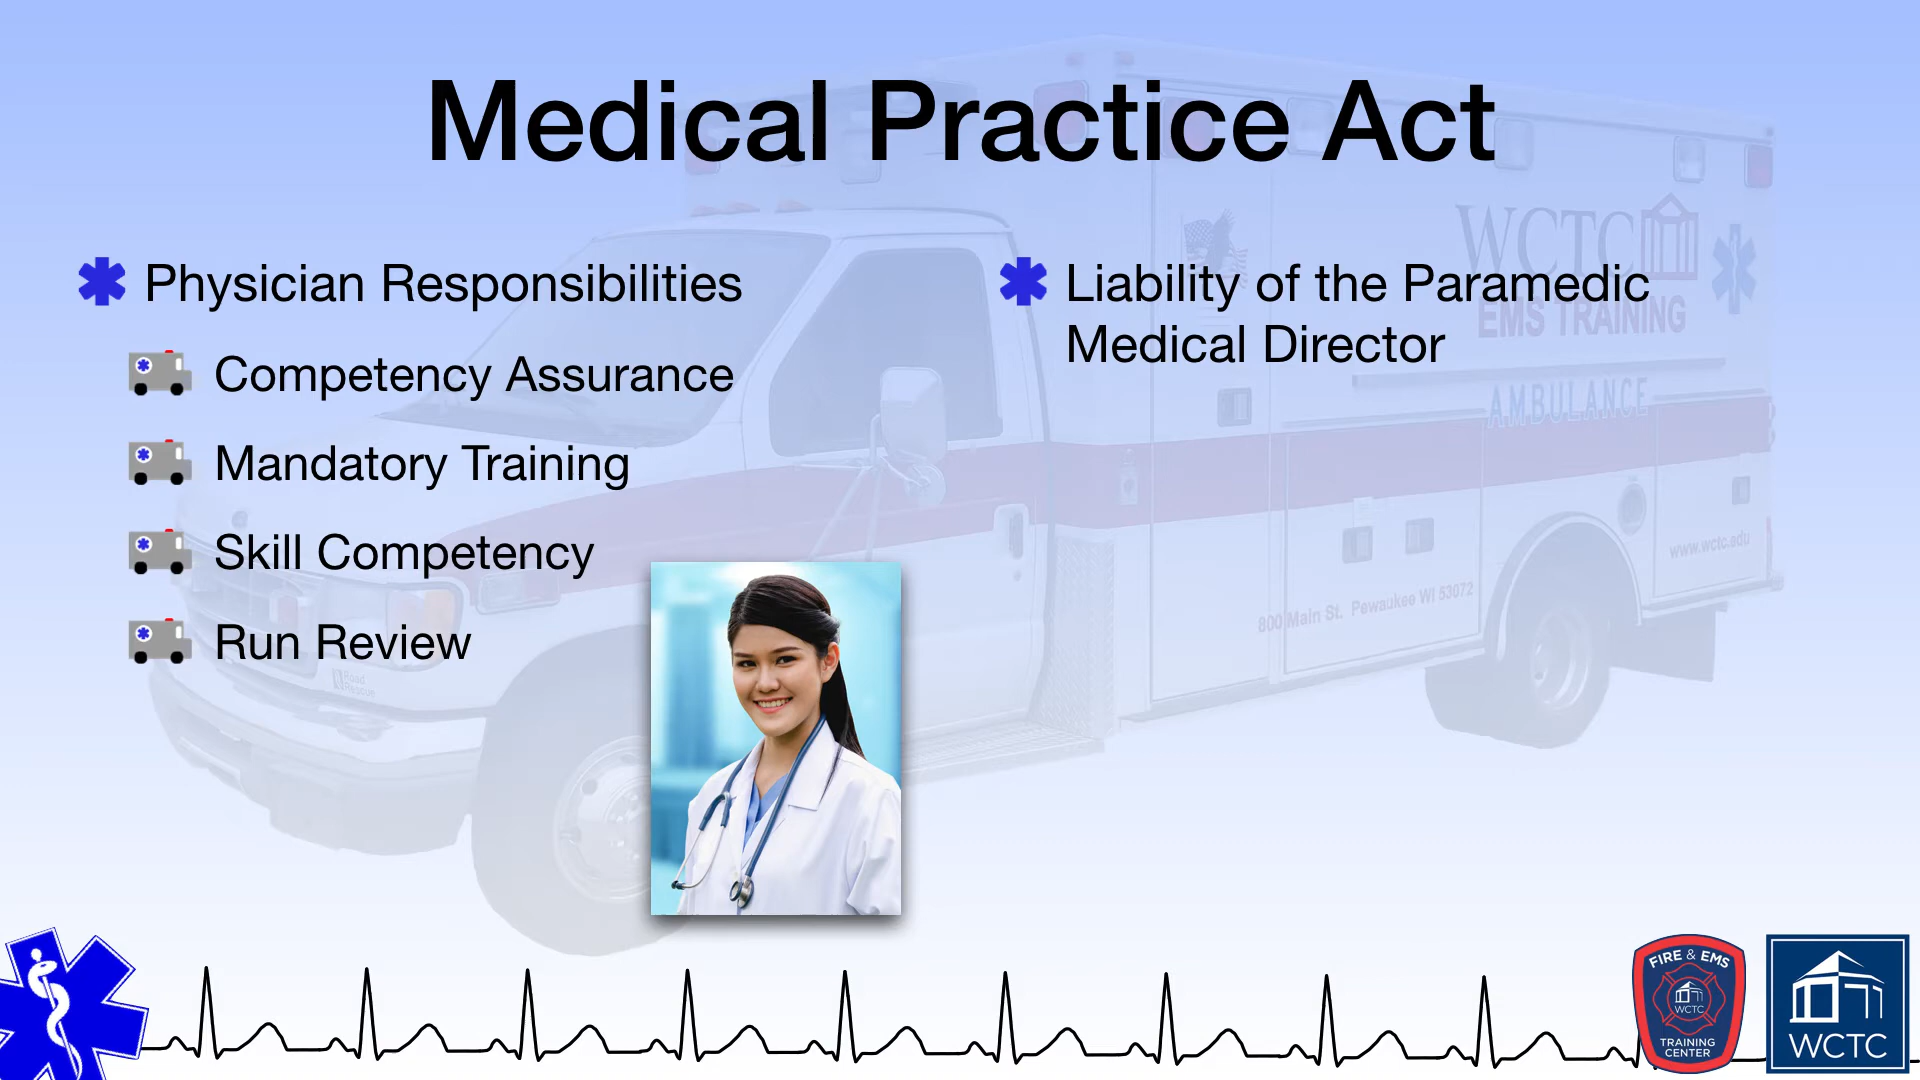 Medical Practice Act
Physician Responsibilities
Competency Assurance
Mandatory Training
Skill Competency
Run Review
Liability of the Paramedic
Medical Director
WCTC
EMS TRAINING
AMBULANCE
www.wctc.edu
800 Main St. Pewaukee WI 53072
Road
Rescue
FIRE & EMS
WCTC
TRAINING
CENTER
WCTC